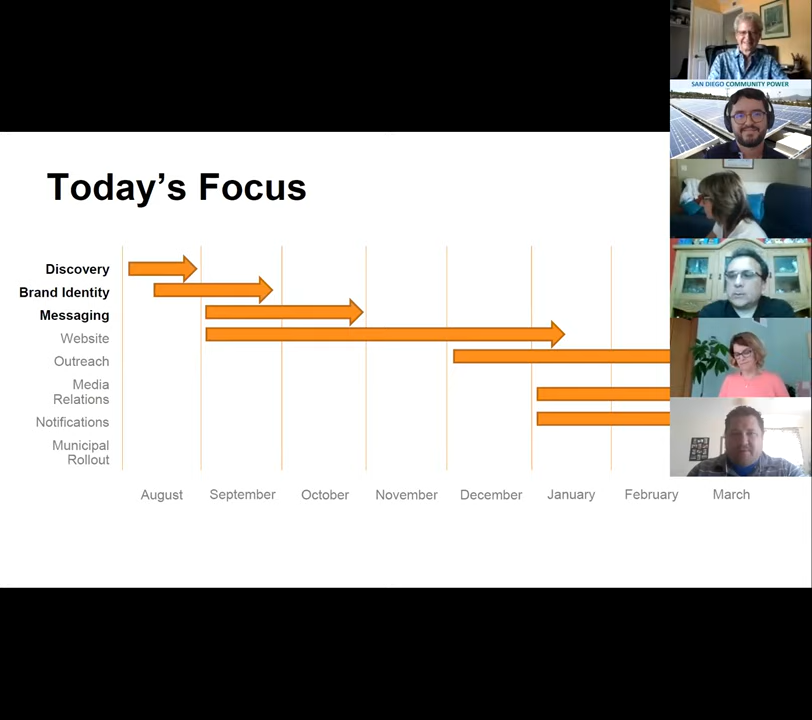 SAN DIEGO COMMUNITY POWER
Today's Focus
Discovery
Brand Identity
Messaging
Website
Outreach
Media
Relations
Notifications
Municipal
Rollout
August September October November December January February March